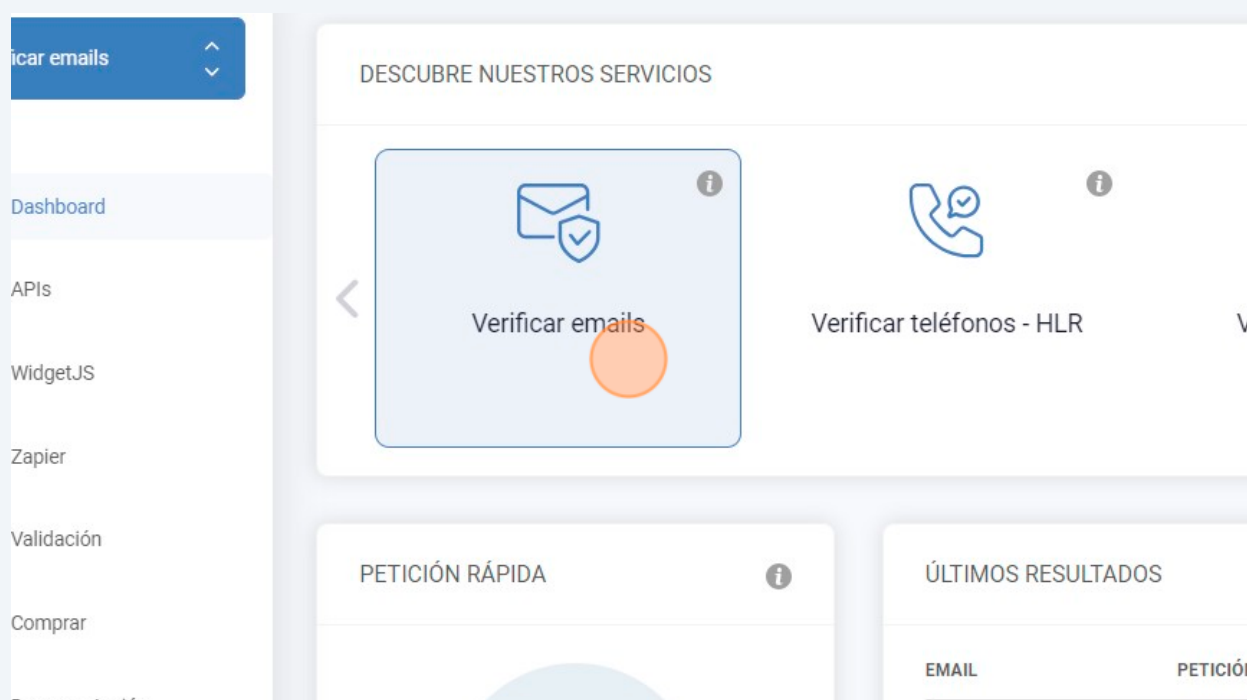 icar emails
Dashboard
APIs
WidgetJS
Zapier
Validación
Comprar
DESCUBRE NUESTROS SERVICIOS
Verificar emails
Verificar teléfonos - HLR
V
PETICIÓN RÁPIDA
ÚLTIMOS RESULTADOS
EMAIL PETICIÓN